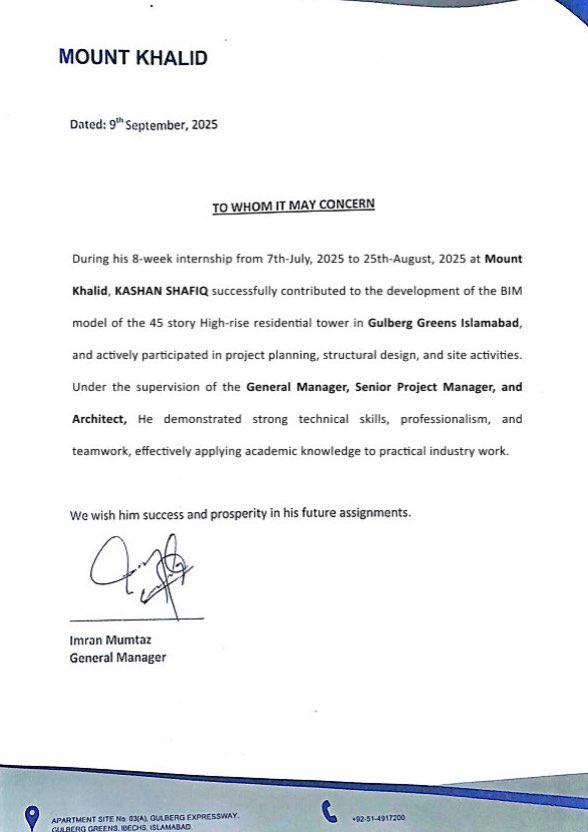 MOUNT KHALID
Dated: 9th September, 2025
TO WHOM IT MAY CONCERN
During his 8-week internship from 7th-July, 2025 to 25th-August, 2025 at Mount
Khalid, KASHAN SHAFIQ successfully contributed to the development of the BIM
model of the 45 story High-rise residential tower in Gulberg Greens Islamabad,
and actively participated in project planning, structural design, and site activities.
Under the supervision of the General Manager, Senior Project Manager, and
Architect, He demonstrated strong technical skills, professionalism, and
teamwork, effectively applying academic knowledge to practical industry work.
We wish him success and prosperity in his future assignments.
Imran Mumtaz
General Manager
APARTMENT SITE No. 03(A), GULBERG EXPRESSWAY,
GULBERG GREENS, IBECHS, ISLAMABAD.
+92-51-4917200